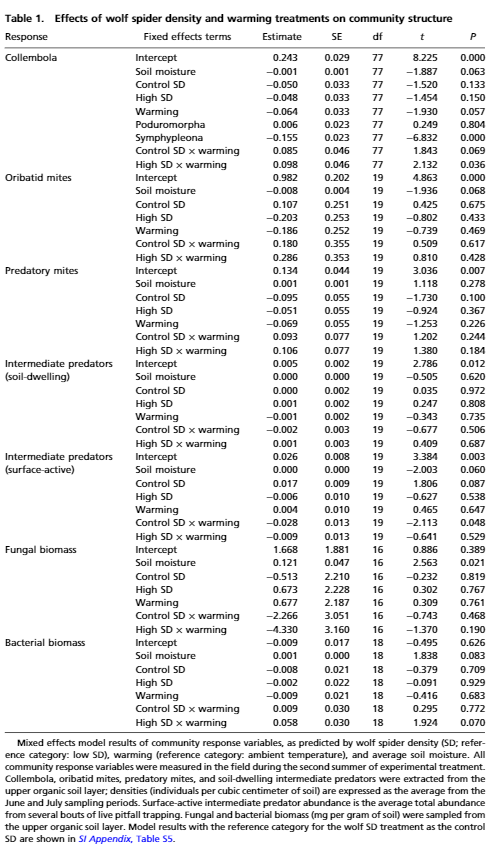 Table 1. Effects of wolf spider density and warming treatments on community structure
Response Fixed effects terms Estimate SE df t P
Collembola Intercept 0.243 0.029 77 8.225 0.000
Soil moisture −0.001 0.001 77 −1.887 0.063
Control SD −0.050 0.033 77 −1.520 0.133
High SD −0.048 0.033 77 −1.454 0.150
Warming −0.064 0.033 77 −1.930 0.057
Poduromorpha 0.006 0.023 77 0.249 0.804
Symphypleona −0.155 0.023 77 −6.832 0.000
Control SD × warming 0.085 0.046 77 1.843 0.069
High SD × warming 0.098 0.046 77 2.132 0.036
Oribatid mites Intercept 0.982 0.202 19 4.863 0.000
Soil moisture −0.008 0.004 19 −1.936 0.068
Control SD 0.107 0.251 19 0.425 0.675
High SD −0.203 0.253 19 −0.802 0.433
Warming −0.186 0.252 19 −0.739 0.469
Control SD × warming 0.180 0.355 19 0.509 0.617
High SD × warming 0.286 0.353 19 0.810 0.428
Predatory mites Intercept 0.134 0.044 19 3.036 0.007
Soil moisture 0.001 0.001 19 1.118 0.278
Control SD −0.095 0.055 19 −1.730 0.100
High SD −0.051 0.055 19 −0.924 0.367
Warming −0.069 0.055 19 −1.253 0.226
Control SD × warming 0.093 0.077 19 1.202 0.244
High SD × warming 0.106 0.077 19 1.380 0.184
Intermediate predators Intercept 0.005 0.002 19 2.786 0.012
(soil-dwelling) Soil moisture 0.000 0.000 19 −0.505 0.620
Control SD 0.000 0.002 19 0.035 0.972
High SD 0.001 0.002 19 0.247 0.808
Warming −0.001 0.002 19 −0.343 0.735
Control SD × warming −0.002 0.003 19 −0.677 0.506
High SD × warming 0.001 0.003 19 0.409 0.687
Intermediate predators Intercept 0.026 0.008 19 3.384 0.003
(surface-active) Soil moisture 0.000 0.000 19 −2.003 0.060
Control SD 0.017 0.009 19 1.806 0.087
High SD −0.006 0.010 19 −0.627 0.538
Warming 0.004 0.010 19 0.465 0.647
Control SD × warming −0.028 0.013 19 −2.113 0.048
High SD × warming −0.009 0.013 19 −0.641 0.529
Fungal biomass Intercept 1.668 1.881 16 0.886 0.389
Soil moisture 0.121 0.047 16 2.563 0.021
Control SD −0.513 2.210 16 −0.232 0.819
High SD 0.673 2.228 16 0.302 0.767
Warming 0.677 2.187 16 0.309 0.761
Control SD × warming −2.266 3.051 16 −0.743 0.468
High SD × warming −4.330 3.160 16 −1.370 0.190
Bacterial biomass Intercept −0.009 0.017 18 −0.495 0.626
Soil moisture 0.001 0.000 18 1.838 0.083
Control SD −0.008 0.021 18 −0.379 0.709
High SD −0.002 0.022 18 −0.091 0.929
Warming −0.009 0.021 18 −0.416 0.683
Control SD × warming 0.009 0.030 18 0.295 0.772
High SD × warming 0.058 0.030 18 1.924 0.070
Mixed effects model results of community response variables, as predicted by wolf spider density (SD; refer-
ence category: low SD), warming (reference category: ambient temperature), and average soil moisture. All
community response variables were measured in the field during the second sumer of experimental treatment.
Collembola, oribatid mites, predatory mites, and soil-dwelling intermediate predators were extracted from the
upper organic soil layer; densities (individuals per cubic centimeter of soil) are expressed as the average from the
June and July sampling periods. Surface-active intermediate predator abundance is the average total abundance
from several bouts of live pitfall trapping. Fungal and bacterial biomass (mg per gram of soil) were sampled from
the upper organic soil layer. Model results with the reference category for the wolf SD treatment as the control
SD are shown in SI Appendix, Table S5.